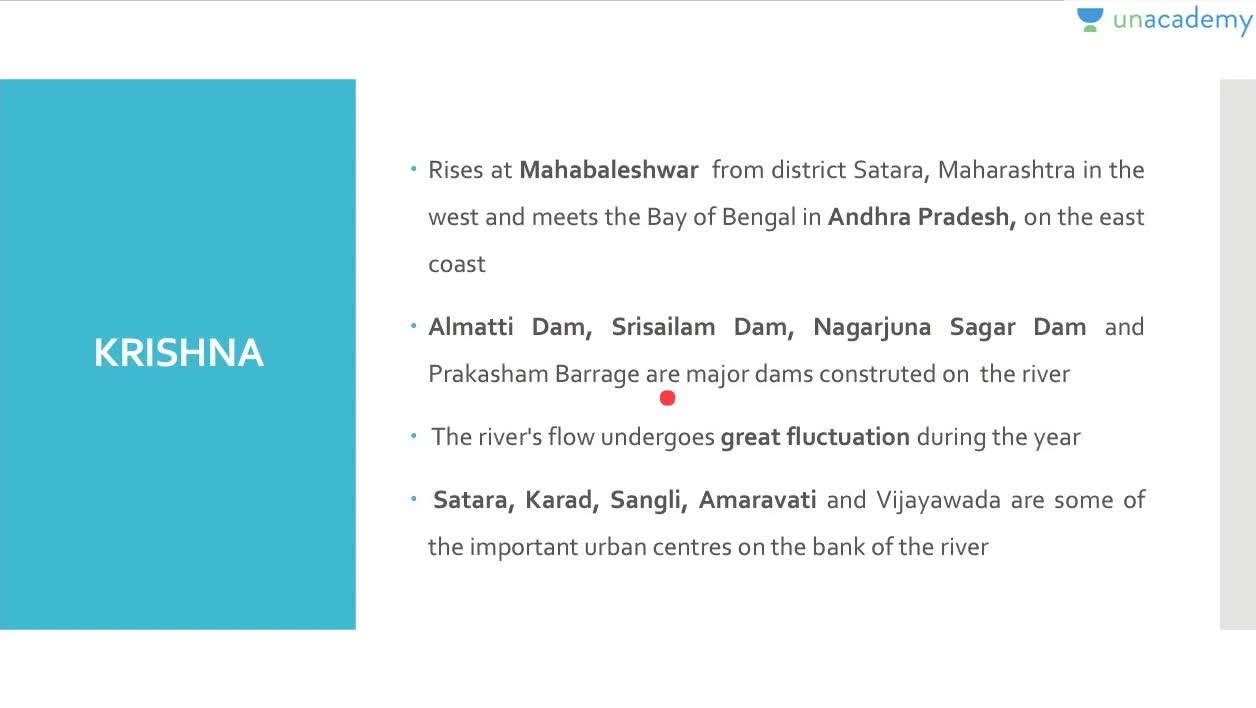 unacademy
KRISHNA
• Rises at Mahabaleshwar from district Satara, Maharashtra in the
west and meets the Bay of Bengal in Andhra Pradesh, on the east
coast
• Almatti Dam, Srisailam Dam, Nagarjuna Sagar Dam and
Prakasham Barrage are major dams construted on the river
• The river's flow undergoes great fluctuation during the year
• Satara, Karad, Sangli, Amaravati and Vijayawada are some of
the important urban centres on the bank of the river